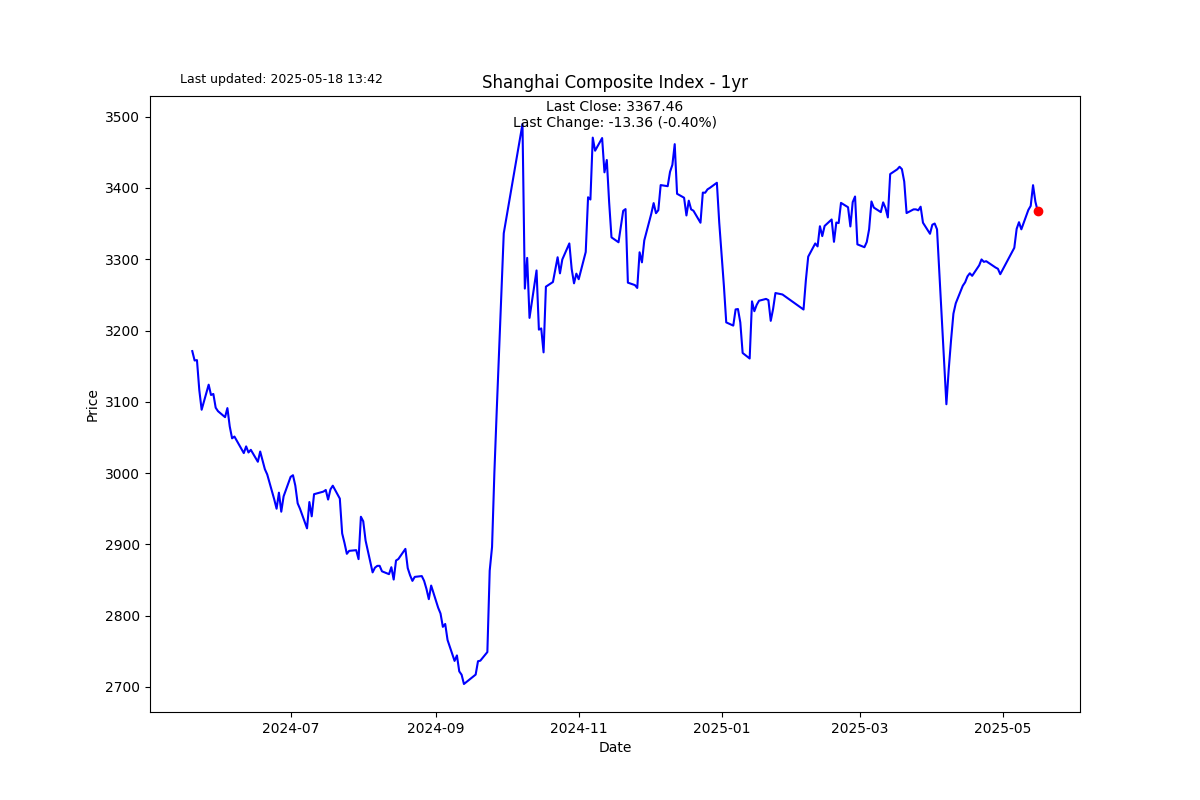 Last updated: 2025-05-18 13:42
Shanghai Composite Index - 1yr
Last Close: 3367.46
Last Change: -13.36 (-0.40%)
Price
3500
3400
3300
3200
3100
3000
2900
2800
2700
2024-07
2024-09
2024-11
2025-01
2025-03
2025-05
Date